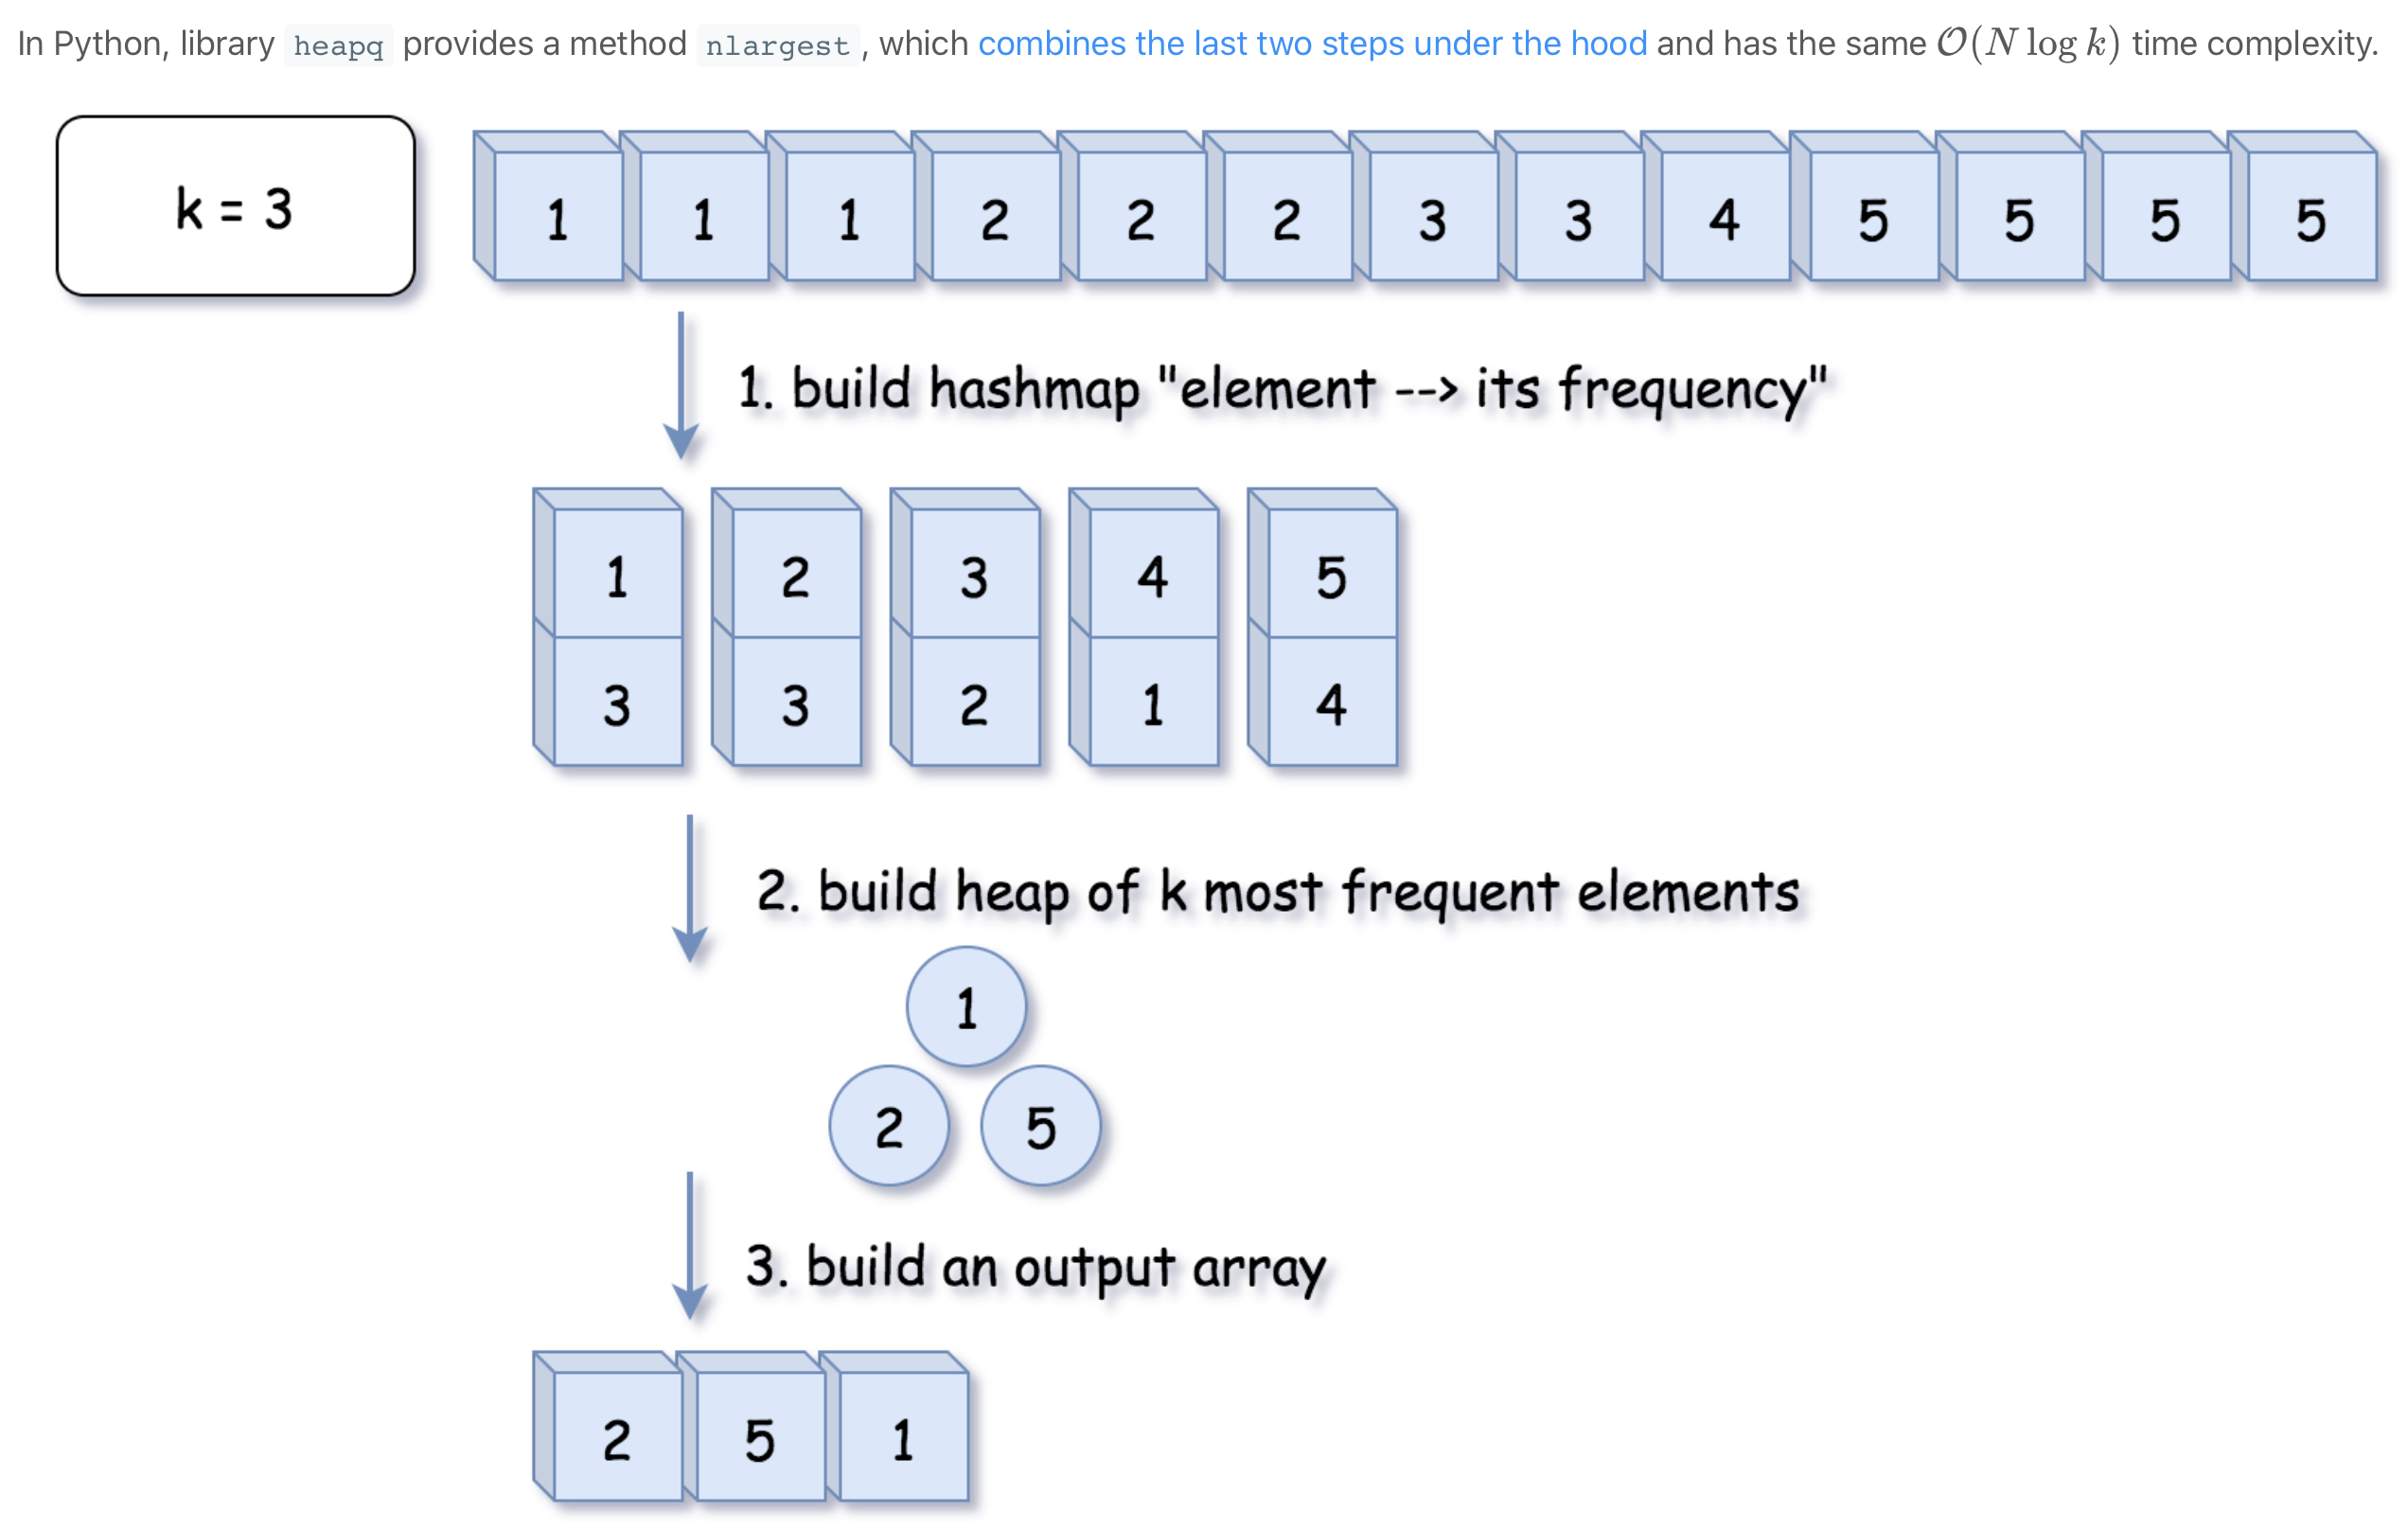 In Python, library heapq provides a method nlargest , which combines the last two steps under the hood and has the same O(N log k) time complexity.
k = 3
1 1 1 2 2 2 3 3 4 5 5 5 5
1. build hashmap "element --> its frequency"
1 2 3 4 5
3 3 2 1 4
2. build heap of k most frequent elements
1
2 5
3. build an output array
2 5 1